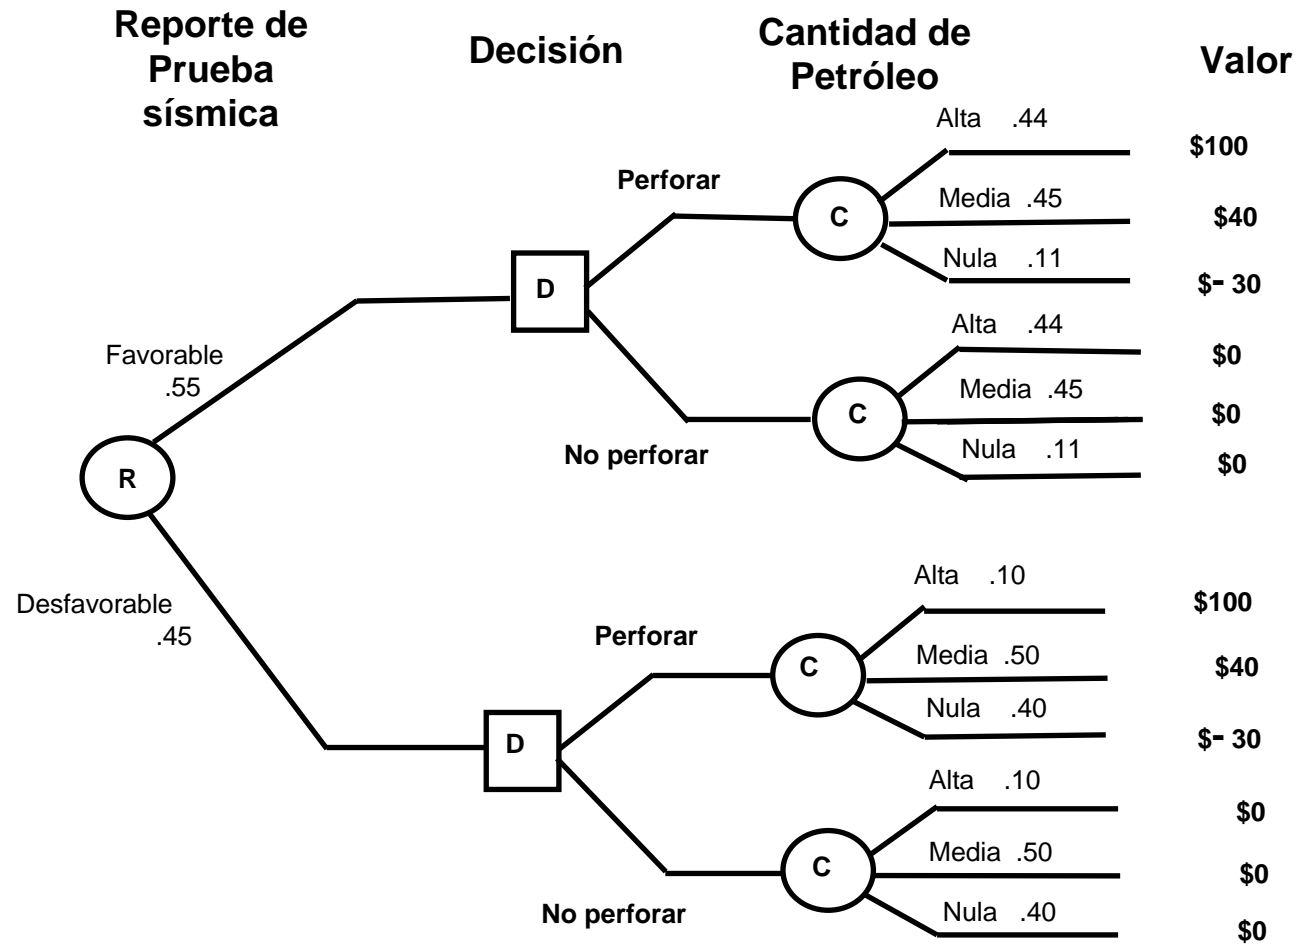 Reporte de
Prueba
sísmica
Decisión
Cantidad de
Petróleo
Valor
Alta .44
$100
Perforar
Media .45
C
$40
Nula .11
$- 30
D
Alta .44
$0
Favorable
.55
Media .45
C
$0
No perforar
Nula .11
$0
R
Alta .10
$100
Desfavorable
.45
Perforar
Media .50
C
$40
Nula .40
$- 30
D
Alta .10
$0
Media .50
C
$0
No perforar
Nula .40
$0